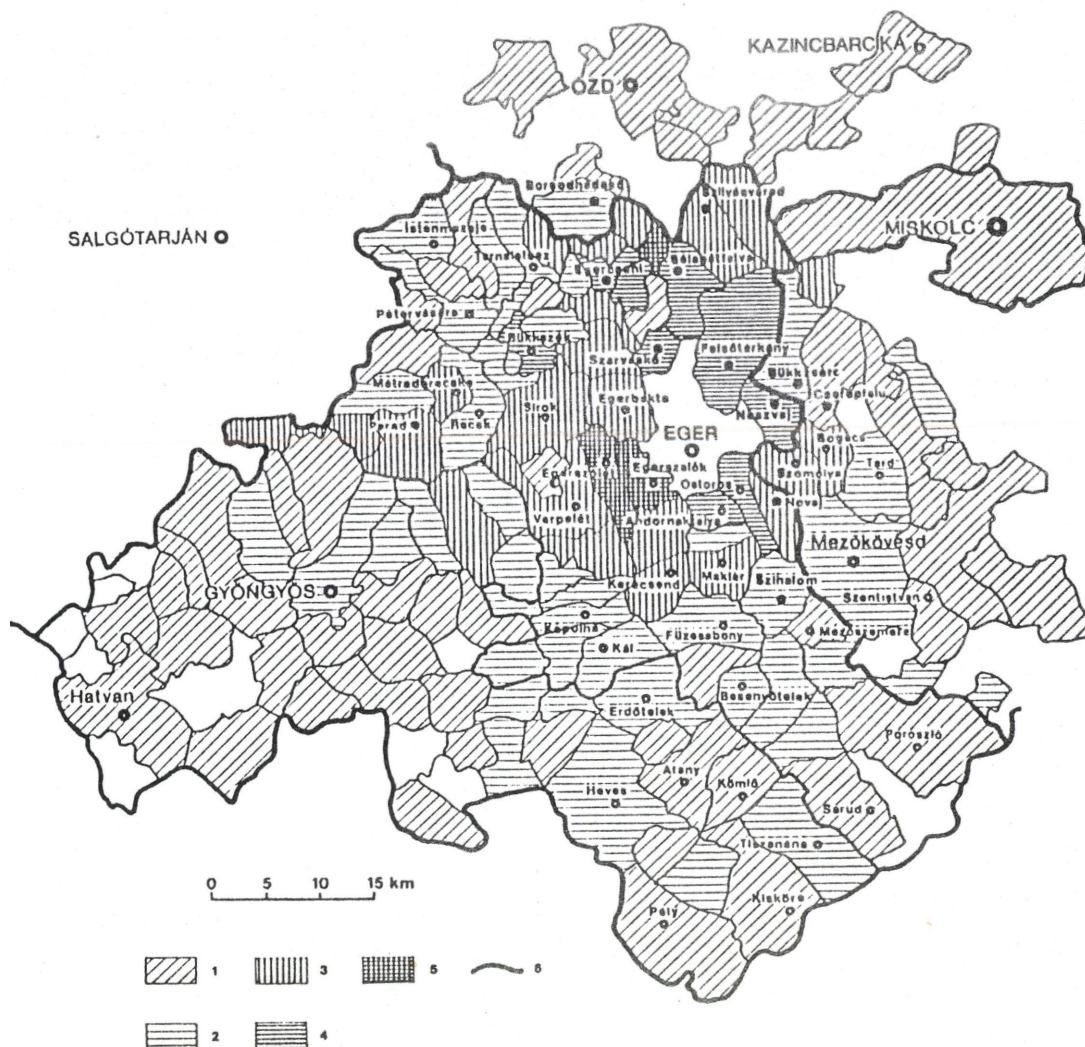 KAZINCBARCIKA
ÓZD
Borsodnádasd
Szilvásvárad
SALGÓTARJÁN
MISKOLC
Istenmezeje
Tarnalelesz
Bélapátfalva
Pétervására
Bükkszék
Szarvaskő
Felsőtárkány
Bükkzsérc
Mátraderecske
Cserépfalu
Egerbakta
Noszvaj
Sirok
Parád
Recsk
EGER
Bogács
Egerszalók
Szomolya
Tard
Egerszólát
Ostoros
Novaj
Verpelét
Andornaktálya
Mezőkövesd
GYÖNGYÖS
Kerecsend
Maklár
Szihalom
Szentistván
Kápolna
Füzesabony
Mezőszemere
Kál
Hatvan
Besenyőtelek
Erdőtelek
Poroszló
Atány
Kömlő
Heves
Sarud
Tiszanána
0 5 10 15 km
Kisköre
Pély
1 3 5 6
2 4